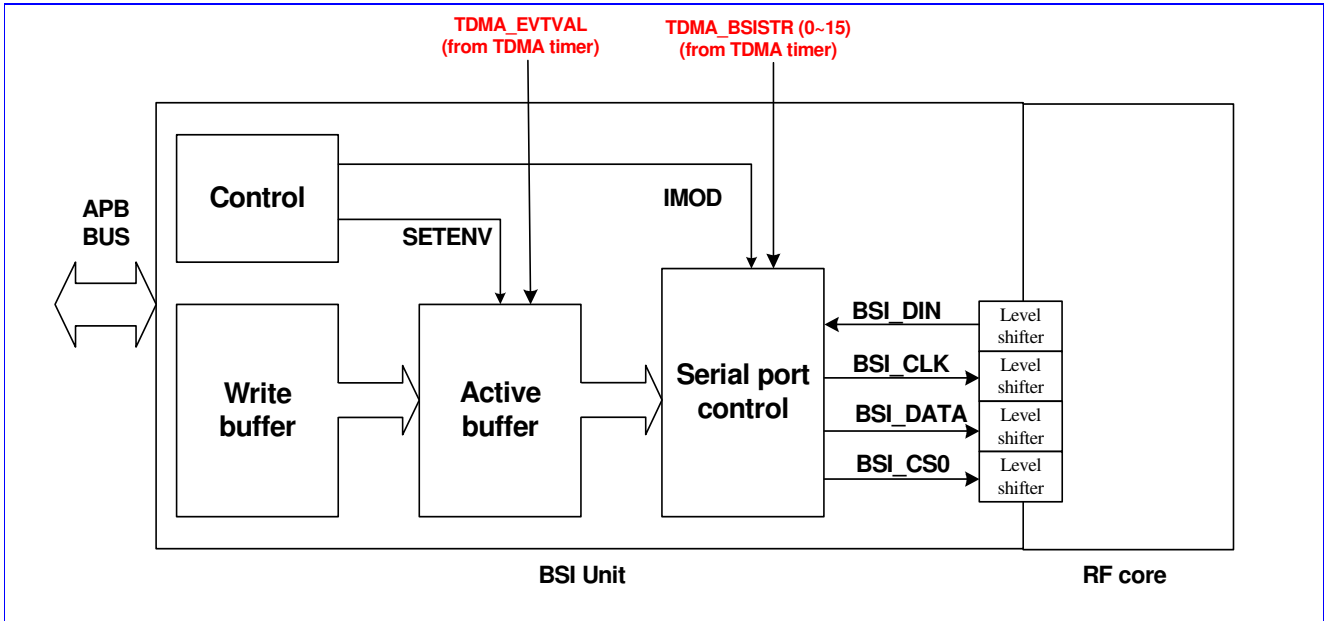 TDMA_EVTVAL
(from TDMA timer)
TDMA_BSISTR (0~15)
(from TDMA timer)
Control
IMOD
SETENV
APB
BUS
Write
buffer
Active
buffer
Serial port
control
BSI_DIN
BSI_CLK
BSI_DATA
BSI_CS0
Level
shifter
Level
shifter
Level
shifter
Level
shifter
BSI Unit
RF core